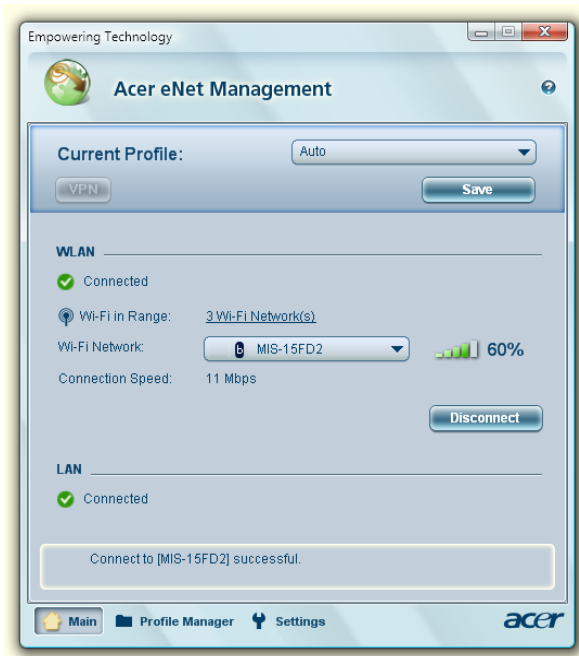 Empowering Technology
Acer eNet Management
Current Profile:
Auto
VPN
Save
WLAN
Connected
Wi-Fi in Range: 3 Wi-Fi Network(s)
Wi-Fi Network: b MIS-15FD2 60%
Connection Speed: 11 Mbps
Disconnect
LAN
Connected
Connect to [MIS-15FD2] successful.
Main Profile Manager Settings acer